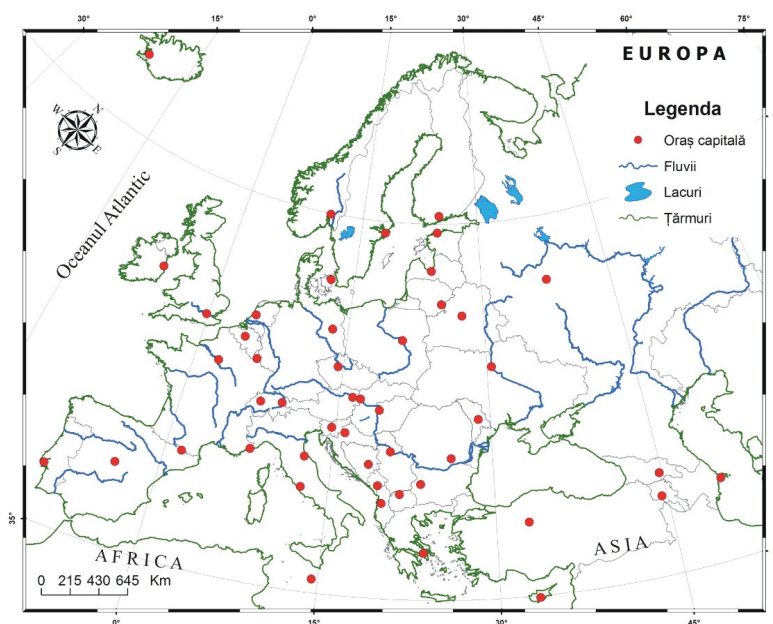 30° 15° 0° 15° 30° 45° 60° 75°
EUROPA
Legenda
Oraș capitală
Fluvii
Lacuri
Țărmuri
W N
S E
Oceanul Atlantic
35°
AFRICA
ASIA
0 215 430 645 Km
0° 15° 30° 45°